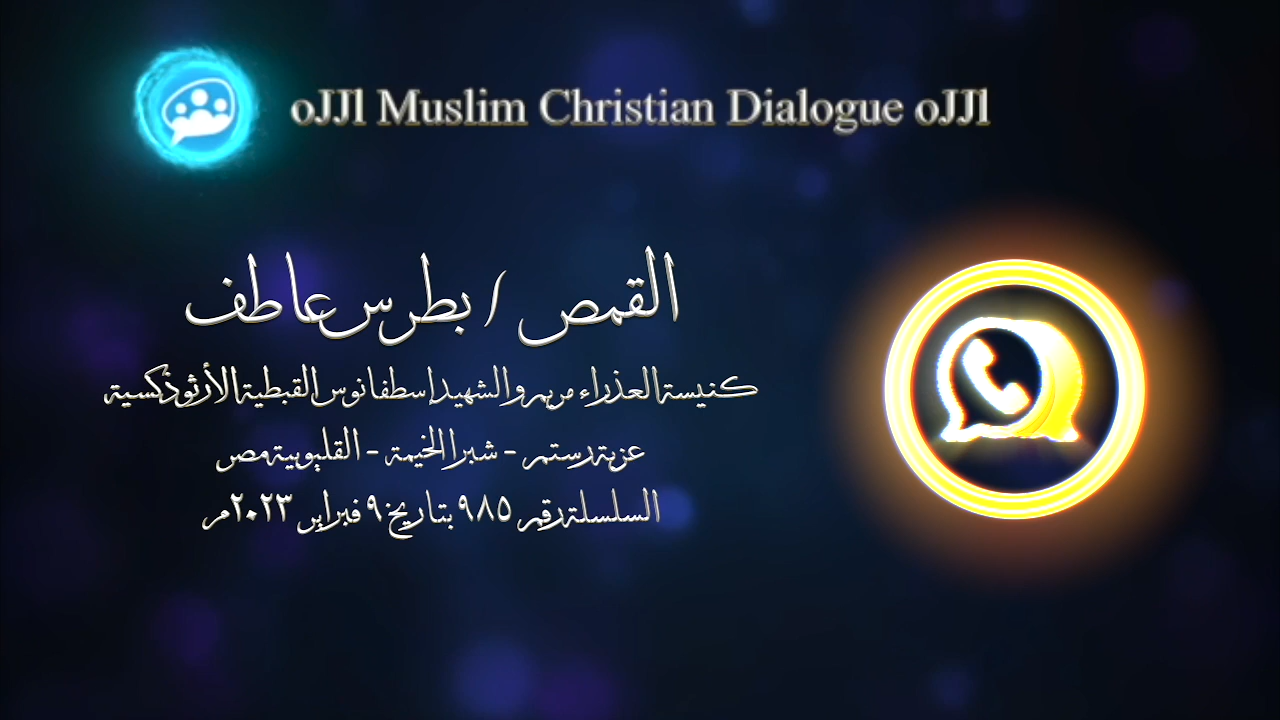 oJJl Muslim Christian Dialogue oJJl
القمص / بطرس عاطف
كنيسة العذراء مريم والشهيد إسطفانوس القبطية الأرثوذكسية
عزبة رستم - شبرا الخيمة - القليوبية مصر
السلسلة رقم ٩٨٥ بتاريخ ٩ فبراير ٢٠٢٣م